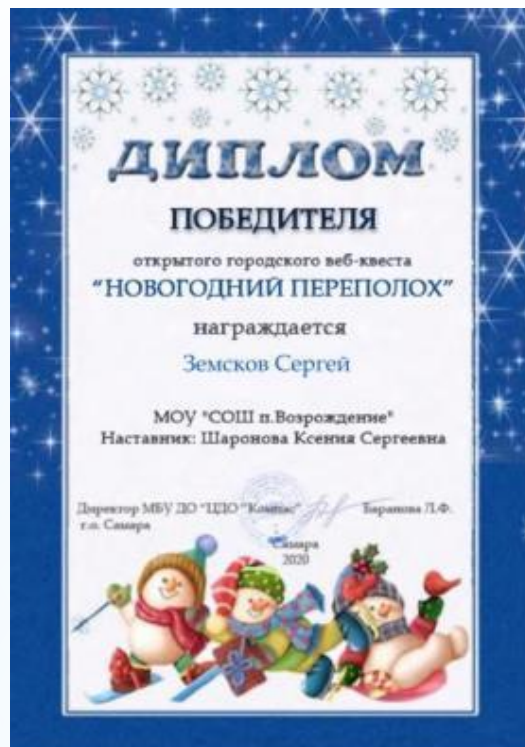 ДИПЛОМ
ПОБЕДИТЕЛЯ
открытого городского веб-квеста
"НОВОГОДНИЙ ПЕРЕПОЛОХ"
награждается
Земсков Сергей
МОУ "СОШ п.Возрождение"
Наставник: Шаронова Ксения Сергеевна
Директор МБУ ДО "ЦДО "Компас" Баранова Л.Ф.
г.о. Самара
Самара
2020